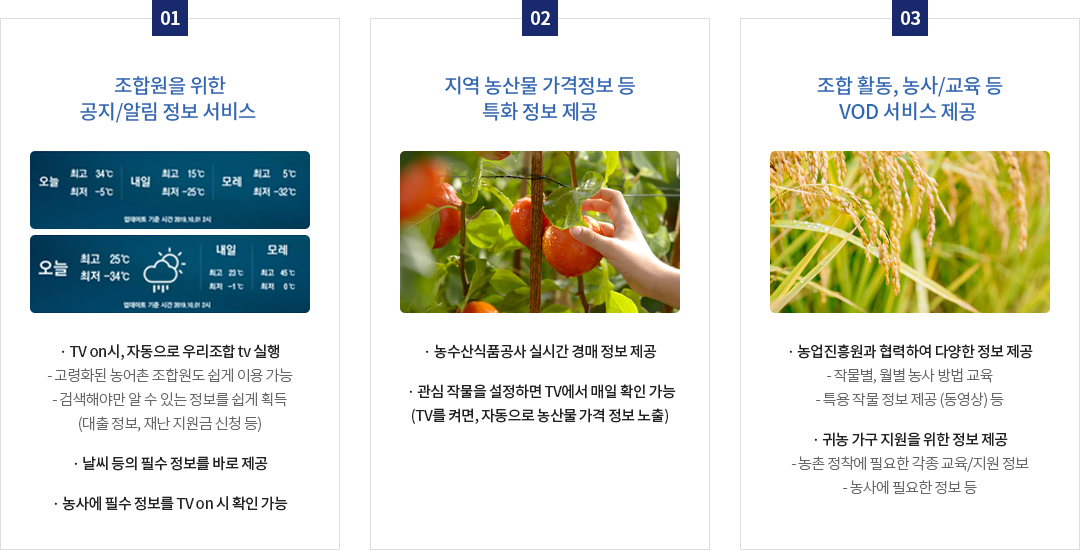 01
조합원을 위한
공지/알림 정보 서비스
오늘 최고 34℃ 최저 -5℃ 내일 최고 15℃ 최저 -25℃ 모레 최고 5℃ 최저 -32℃
업데이트 기준 시간 2019.10.01 2시
오늘 최고 25℃ 최저 -34℃ 내일 최고 23℃ 최저 -1℃ 모레 최고 45℃ 최저 0℃
업데이트 기준 시간 2019.10.01 2시
· TV on시, 자동으로 우리조합 tv 실행
- 고령화된 농어촌 조합원도 쉽게 이용 가능
- 검색해야만 알 수 있는 정보를 쉽게 획득
(대출 정보, 재난 지원금 신청 등)
· 날씨 등의 필수 정보를 바로 제공
· 농사에 필수 정보를 TV on 시 확인 가능
02
지역 농산물 가격정보 등
특화 정보 제공
· 농수산식품공사 실시간 경매 정보 제공
· 관심 작물을 설정하면 TV에서 매일 확인 가능
(TV를 켜면, 자동으로 농산물 가격 정보 노출)
03
조합 활동, 농사/교육 등
VOD 서비스 제공
· 농업진흥원과 협력하여 다양한 정보 제공
- 작물별, 월별 농사 방법 교육
- 특용 작물 정보 제공 (동영상) 등
· 귀농 가구 지원을 위한 정보 제공
- 농촌 정착에 필요한 각종 교육/지원 정보
- 농사에 필요한 정보 등